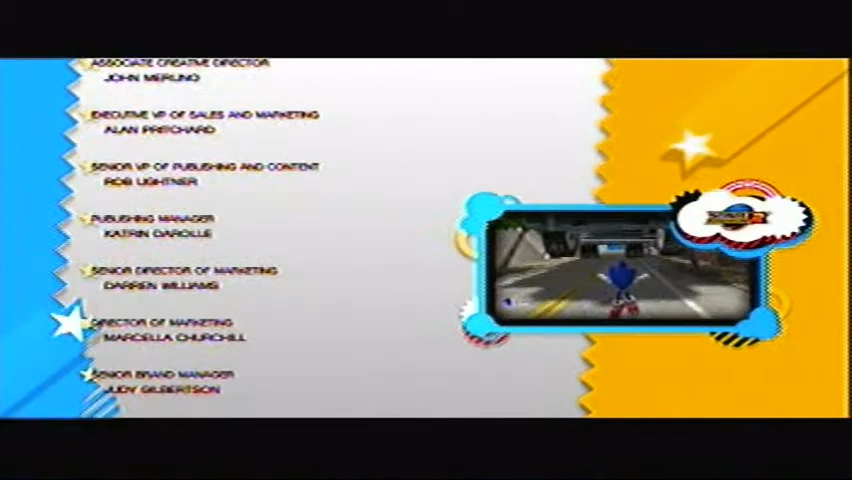 ASSOCIATE CREATIVE DIRECTOR
JOHN MERLINO
EXECUTIVE VP OF SALES AND MARKETING
ALAN PRITCHARD
SENIOR VP OF PUBLISHING AND CONTENT
ROB LIGHTNER
PUBLISHING MANAGER
KATRIN DAROLLE
SENIOR DIRECTOR OF MARKETING
DARREN WILLIAMS
DIRECTOR OF MARKETING
MARCELLA CHURCHILL
SENIOR BRAND MANAGER
JUDY GILBERTSON